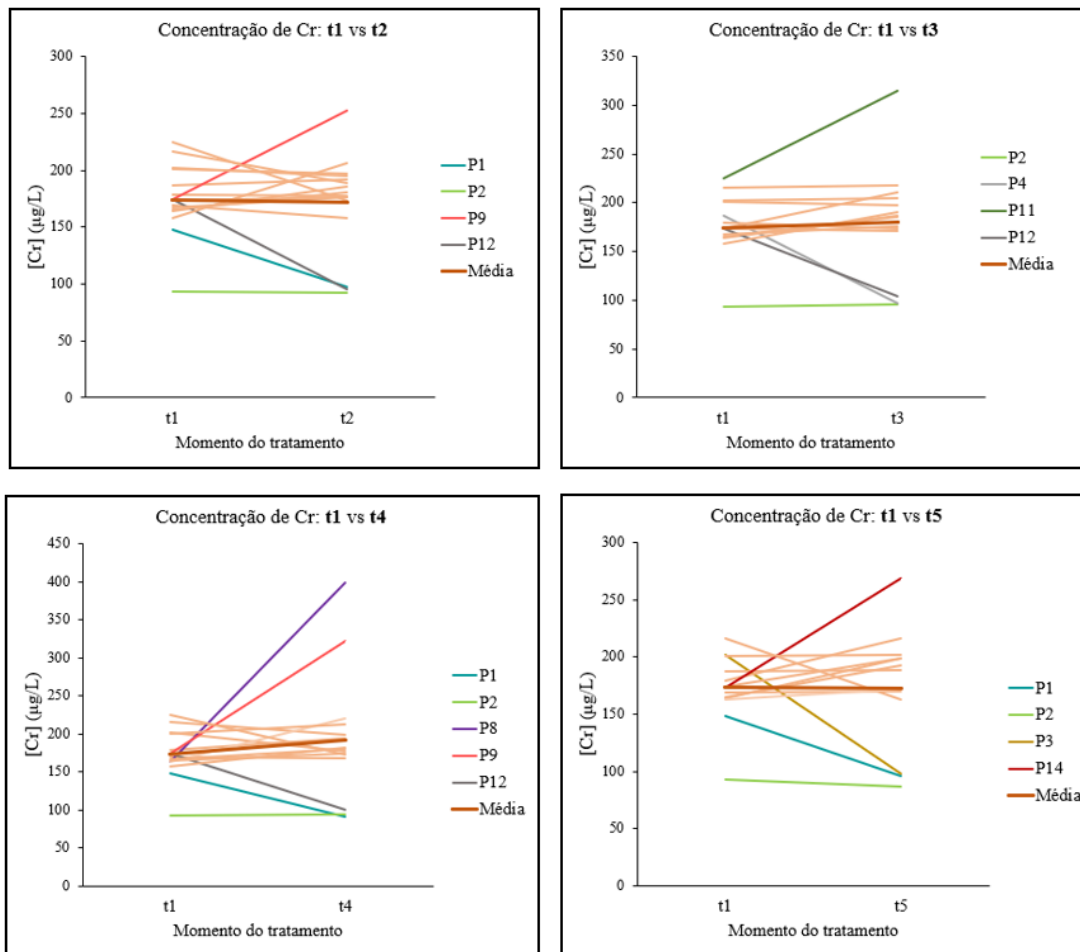 Concentração de Cr: t1 vs t2
300
250
200
150
100
50
0
[Cr] (µg/L)
t1
t2
Momento do tratamento
P1
P2
P9
P12
Média
Concentração de Cr: t1 vs t3
350
300
250
200
150
100
50
0
[Cr] (µg/L)
t1
t3
Momento do tratamento
P2
P4
P11
P12
Média
Concentração de Cr: t1 vs t4
450
400
350
300
250
200
150
100
50
0
[Cr] (µg/L)
t1
t4
Momento do tratamento
P1
P2
P8
P9
P12
Média
Concentração de Cr: t1 vs t5
300
250
200
150
100
50
0
[Cr] (µg/L)
t1
t5
Momento do tratamento
P1
P2
P3
P14
Média